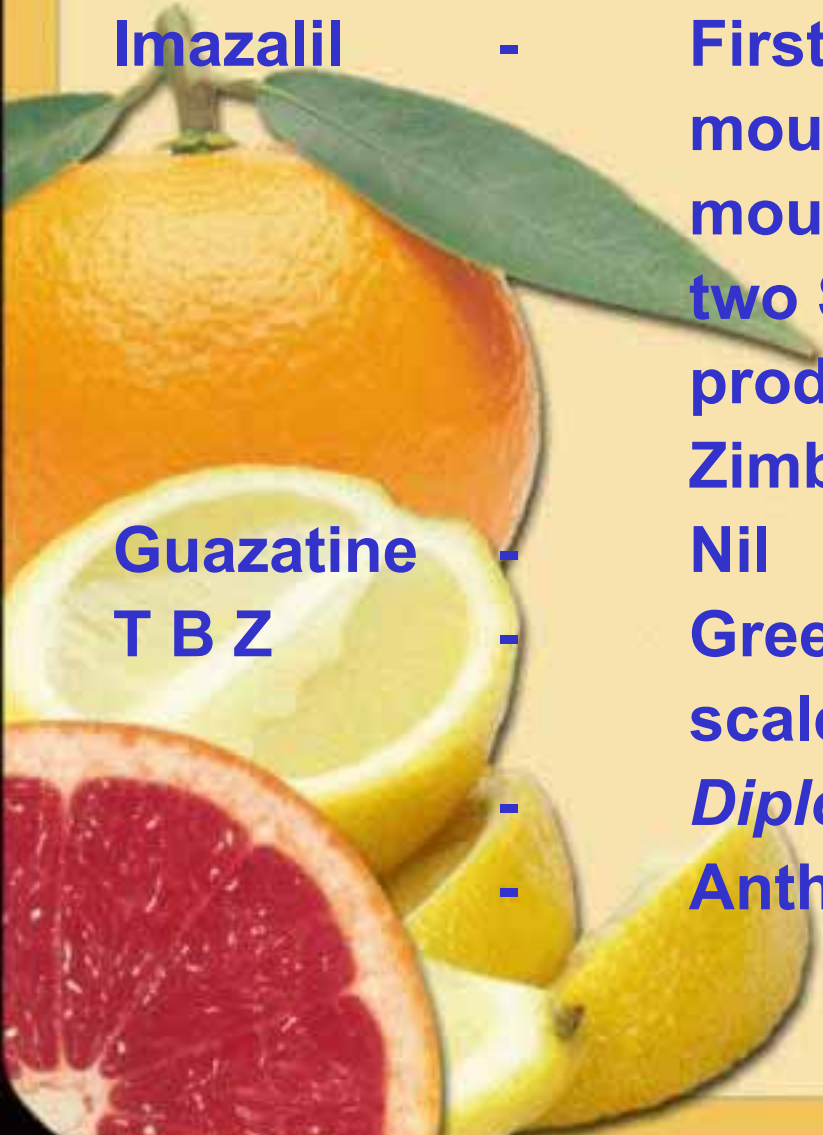 Imazalil - First
mou
mou
two
prod
Zimb
Guazatine - Nil
T B Z - Gree
scale
- Diplo
- Anth